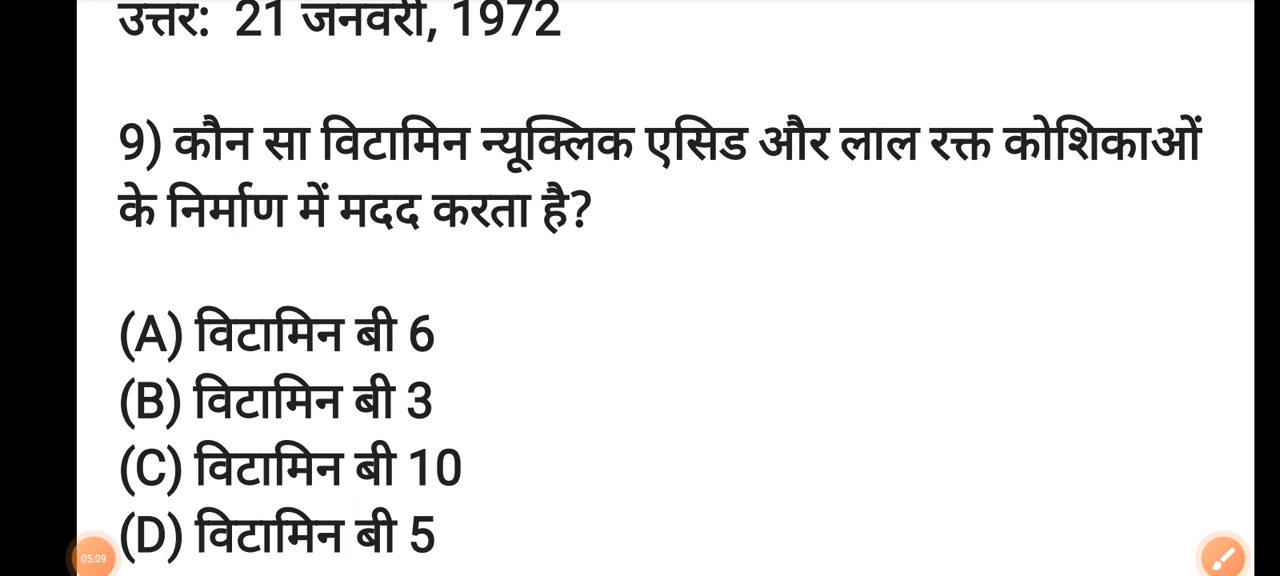 उत्तर: 21 जनवरी, 1972
9) कौन सा विटामिन न्यूक्लिक एसिड और लाल रक्त कोशिकाओं
के निर्माण में मदद करता है?
(A) विटामिन बी 6
(B) विटामिन बी 3
(C) विटामिन बी 10
(D) विटामिन बी 5
05:09